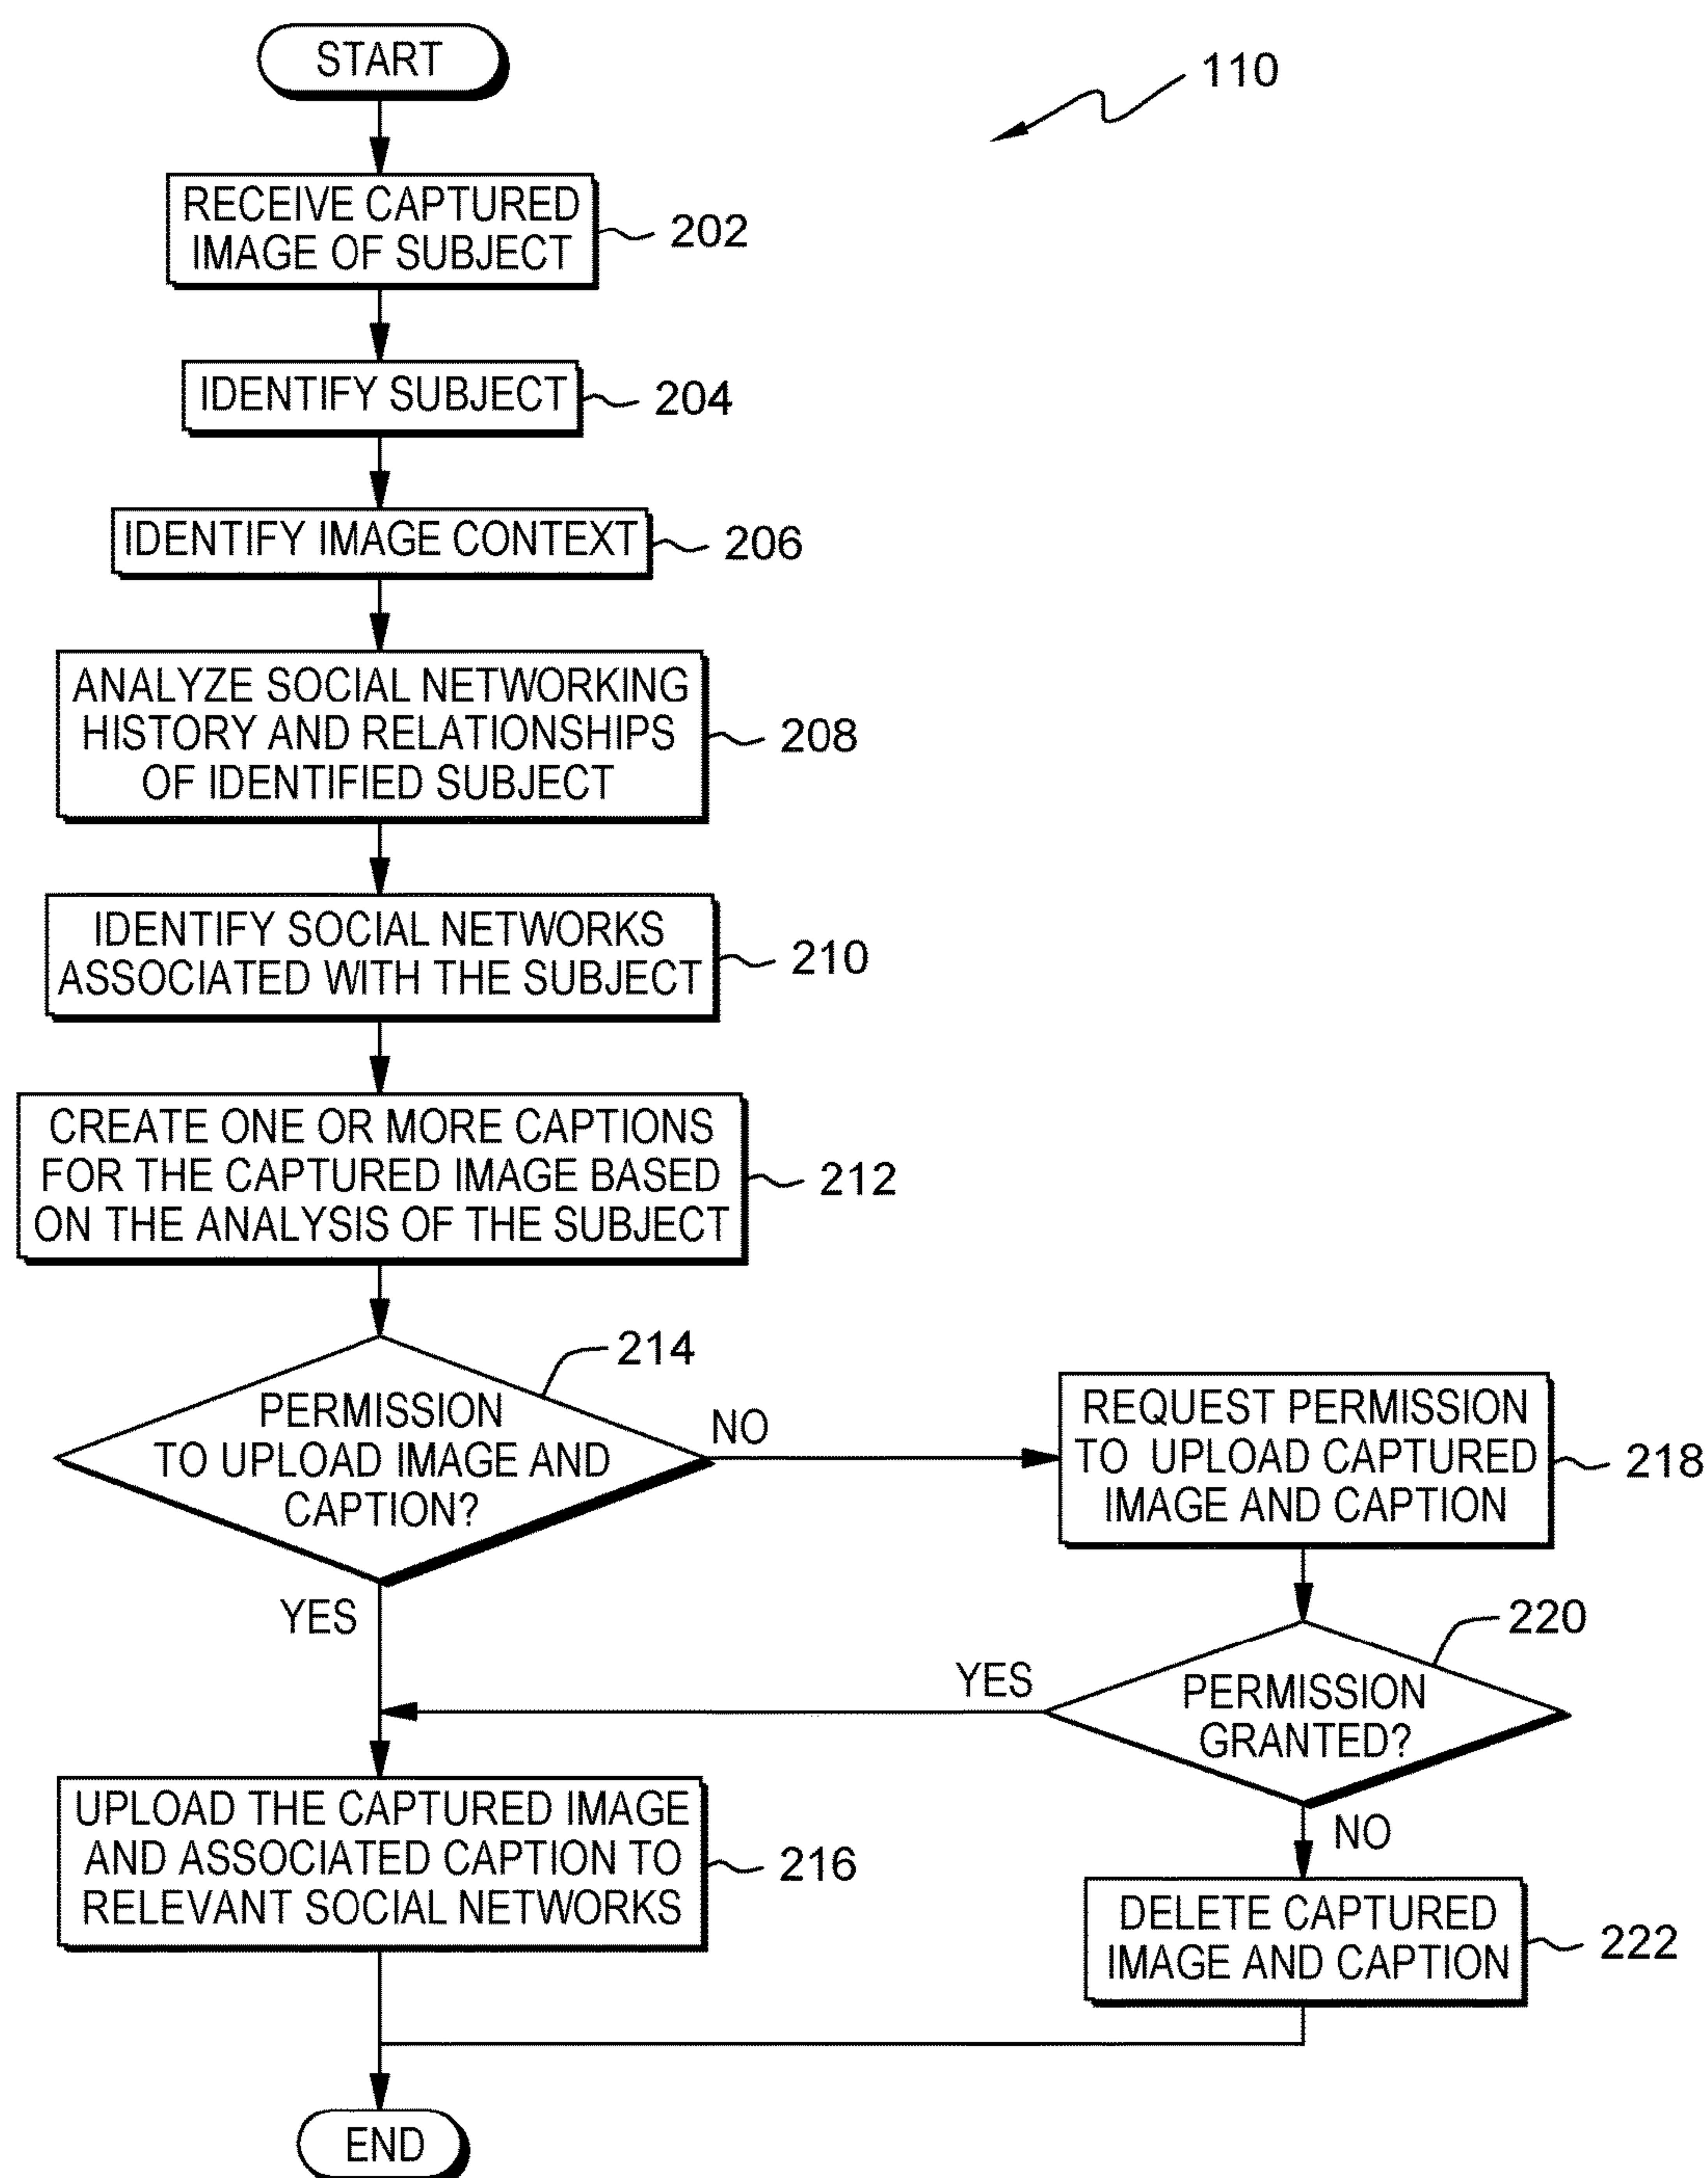 START
110
RECEIVE CAPTURED
IMAGE OF SUBJECT
202
IDENTIFY SUBJECT
204
IDENTIFY IMAGE CONTEXT
206
ANALYZE SOCIAL NETWORKING
HISTORY AND RELATIONSHIPS
OF IDENTIFIED SUBJECT
208
IDENTIFY SOCIAL NETWORKS
ASSOCIATED WITH THE SUBJECT
210
CREATE ONE OR MORE CAPTIONS
FOR THE CAPTURED IMAGE BASED
ON THE ANALYSIS OF THE SUBJECT
212
PERMISSION
TO UPLOAD IMAGE AND
CAPTION?
214
NO
REQUEST PERMISSION
TO UPLOAD CAPTURED
IMAGE AND CAPTION
218
YES
PERMISSION
GRANTED?
220
YES
NO
UPLOAD THE CAPTURED IMAGE
AND ASSOCIATED CAPTION TO
RELEVANT SOCIAL NETWORKS
216
DELETE CAPTURED
IMAGE AND CAPTION
222
END